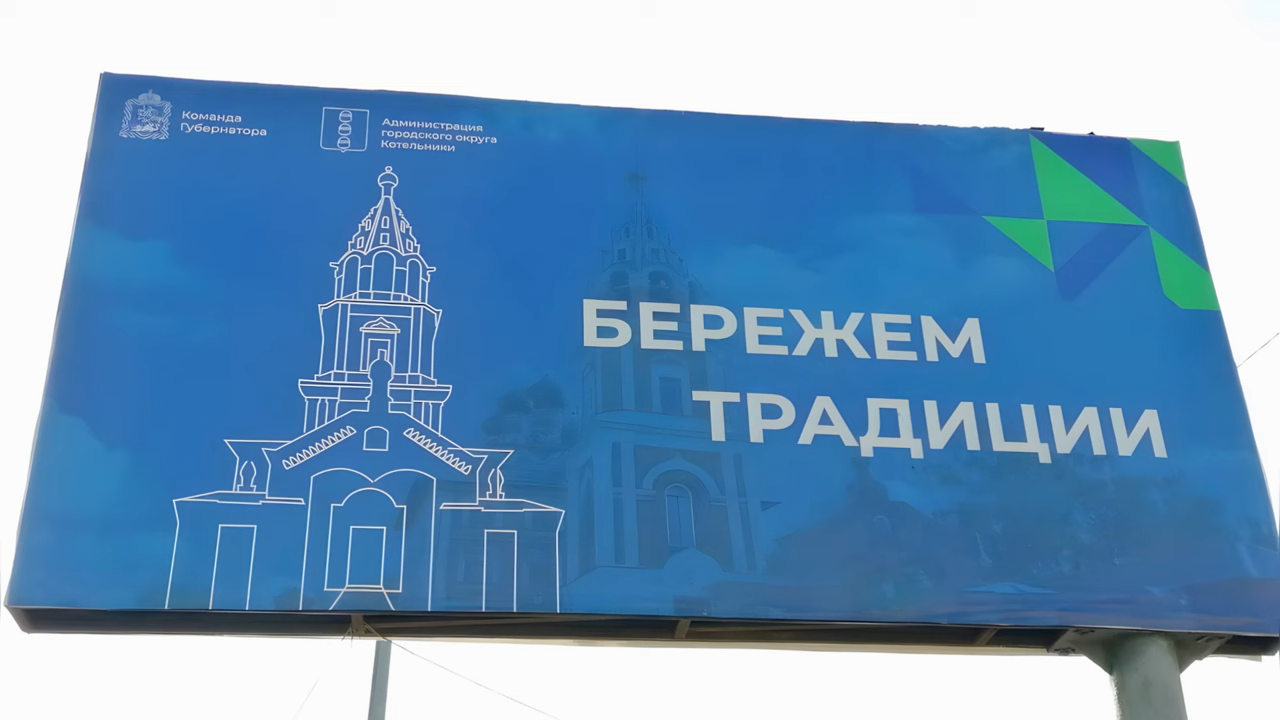 Команда
Губернатора
Администрация
городского округа
Котельники
БЕРЕЖЕМ
ТРАДИЦИИ